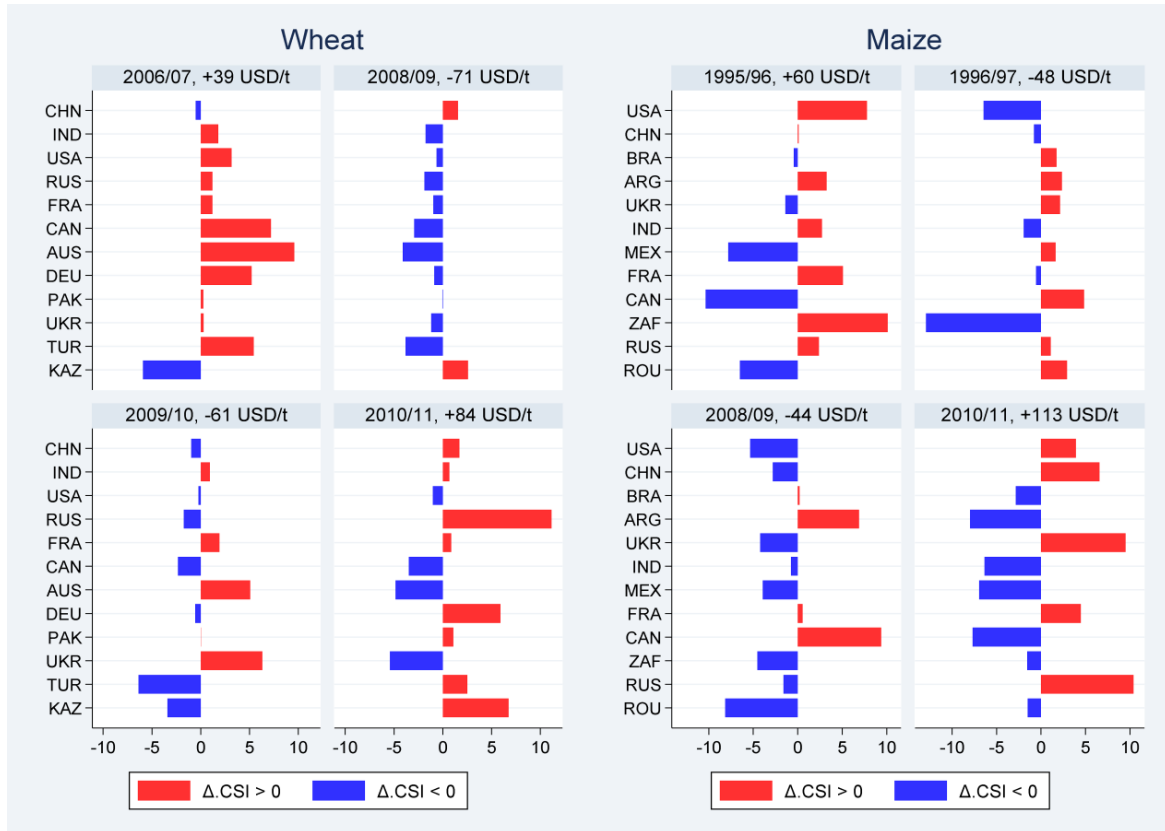 Wheat
Maize
2006/07, +39 USD/t
2008/09, -71 USD/t
1995/96, +60 USD/t
1996/97, -48 USD/t
CHN
IND
USA
RUS
FRA
CAN
AUS
DEU
PAK
UKR
TUR
KAZ
USA
CHN
BRA
ARG
UKR
IND
MEX
FRA
CAN
ZAF
RUS
ROU
2009/10, -61 USD/t
2010/11, +84 USD/t
2008/09, -44 USD/t
2010/11, +113 USD/t
CHN
IND
USA
RUS
FRA
CAN
AUS
DEU
PAK
UKR
TUR
KAZ
USA
CHN
BRA
ARG
UKR
IND
MEX
FRA
CAN
ZAF
RUS
ROU
-10 -5 0 5 10
-10 -5 0 5 10
-10 -5 0 5 10
-10 -5 0 5 10
Δ.CSI > 0 Δ.CSI < 0
Δ.CSI > 0 Δ.CSI < 0